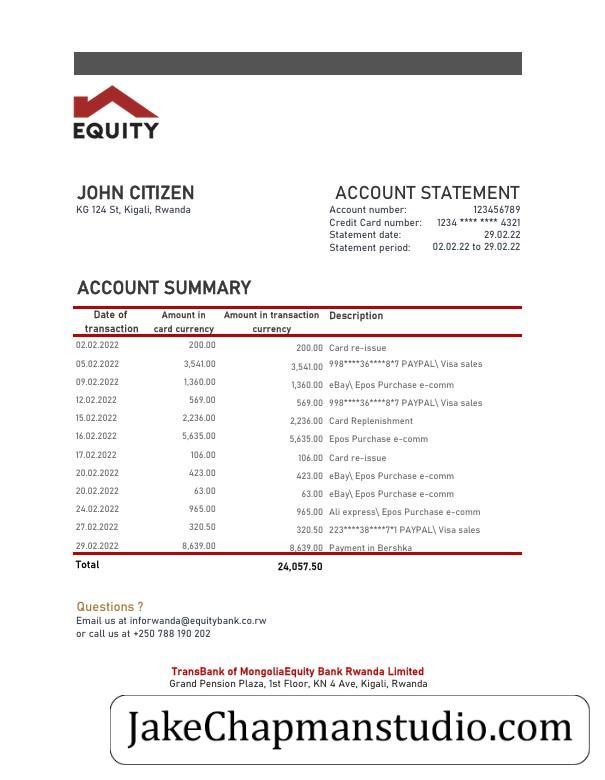 EQUITY
JOHN CITIZEN
KG 124 St, Kigali, Rwanda
ACCOUNT STATEMENT
Account number: 123456789
Credit Card number: 1234 **** **** 4321
Statement date: 29.02.22
Statement period: 02.02.22 to 29.02.22
ACCOUNT SUMMARY
Date of transaction Amount in card currency Amount in transaction currency Description
02.02.2022 200.00 200.00 Card re-issue
05.02.2022 3,541.00 3,541.00 998****36****8*7 PAYPAL\ Visa sales
09.02.2022 1,360.00 1,360.00 eBay\ Epos Purchase e-comm
12.02.2022 569.00 569.00 998****36****8*7 PAYPAL\ Visa sales
15.02.2022 2,236.00 2,236.00 Card Replenishment
16.02.2022 5,635.00 5,635.00 Epos Purchase e-comm
17.02.2022 106.00 106.00 Card re-issue
20.02.2022 423.00 423.00 eBay\ Epos Purchase e-comm
20.02.2022 63.00 63.00 eBay\ Epos Purchase e-comm
24.02.2022 965.00 965.00 Ali express\ Epos Purchase e-comm
27.02.2022 320.50 320.50 223****38****7*1 PAYPAL\ Visa sales
29.02.2022 8,639.00 8,639.00 Payment in Bershka
Total 24,057.50
Questions ?
Email us at inforwanda@equitybank.co.rw
or call us at +250 788 190 202
TransBank of MongoliaEquity Bank Rwanda Limited
Grand Pension Plaza, 1st Floor, KN 4 Ave, Kigali, Rwanda
JakeChapmanstudio.com